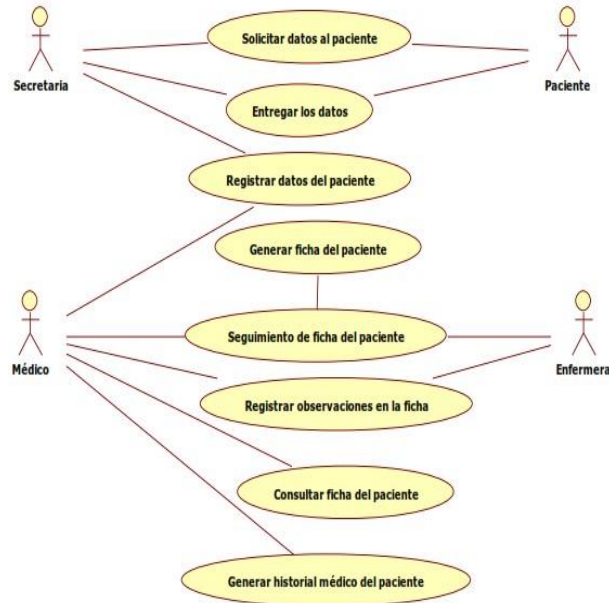 Solicitar datos al paciente
Secretaria
Paciente
Entregar los datos
Registrar datos del paciente
Generar ficha del paciente
Seguimiento de ficha del paciente
Médico
Enfermera
Registrar observaciones en la ficha
Consultar ficha del paciente
Generar historial médico del paciente